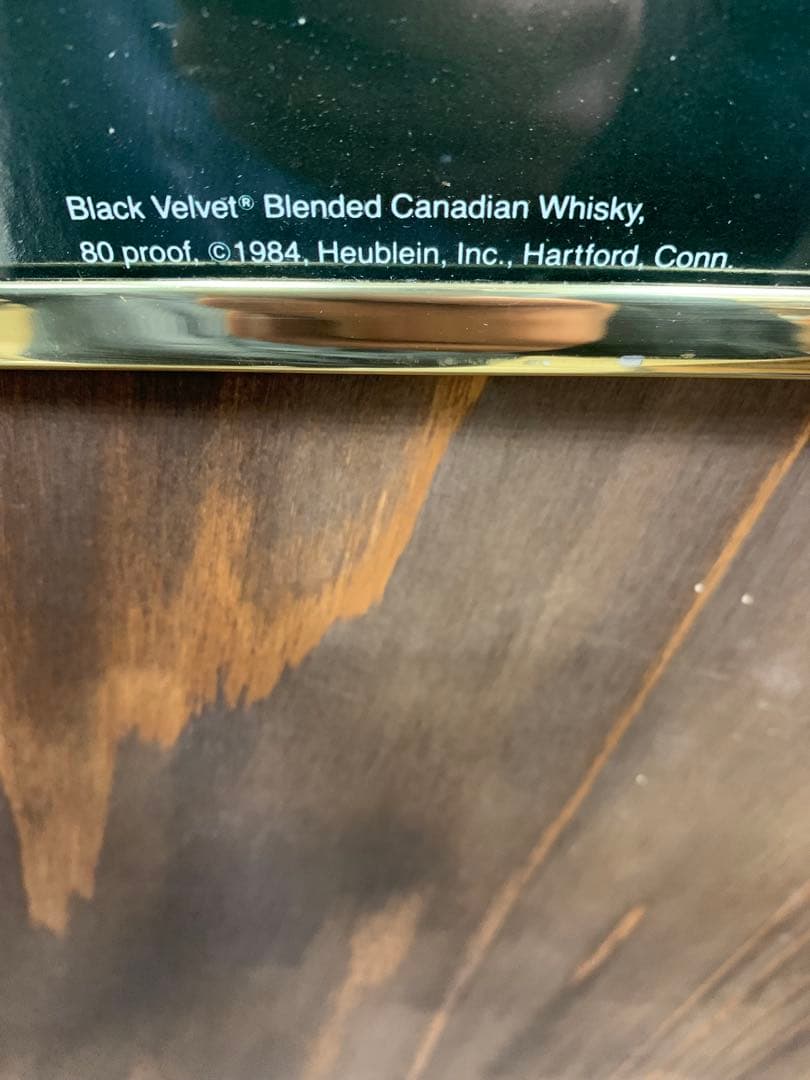 Black Velvet® Blended Canadian Whisky,
80 proof, ©1984, Heublein, Inc., Hartford, Conn.